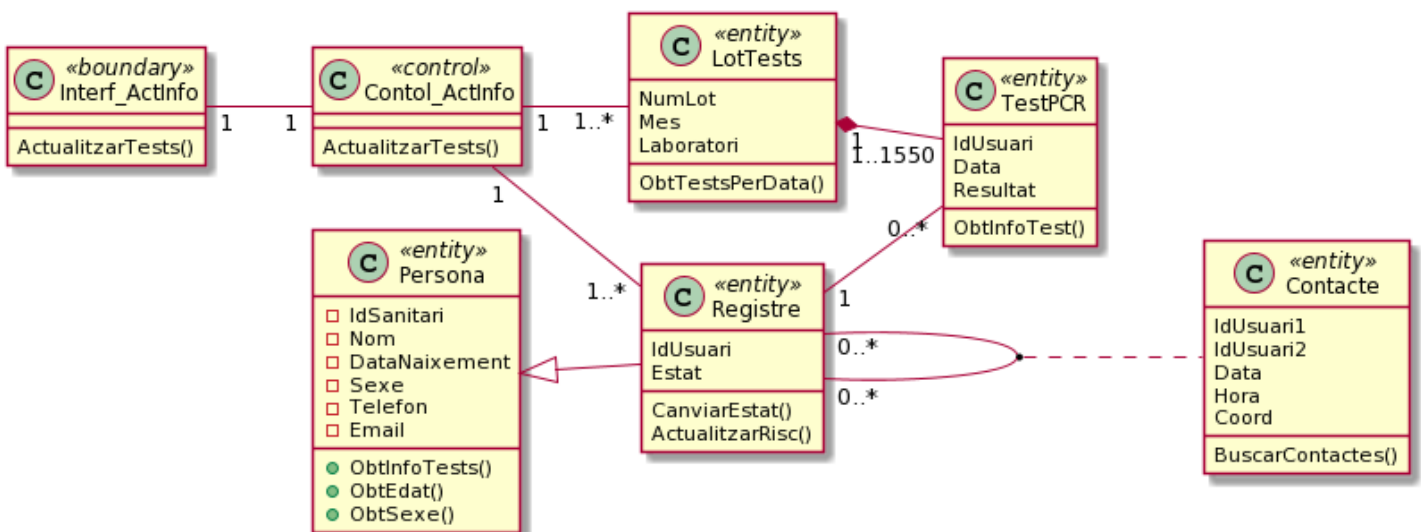 «boundary»
Interf_ActInfo
ActualitzarTests()
1
1
C
«control»
Contol_ActInfo
ActualitzarTests()
1
1..*
1
1..*
C
«entity»
LotTests
NumLot
Mes
Laboratori
ObtTestsPerData()
1
1..1550
C
«entity»
TestPCR
IdUsuari
Data
Resultat
ObtInfoTest()
0..*
1
C
«entity»
Persona
IdSanitari
Nom
DataNaixement
Sexe
Telefon
Email
ObtInfoTests()
ObtEdat()
ObtSexe()
C
«entity»
Registre
IdUsuari
Estat
CanviarEstat()
ActualitzarRisc()
0..*
0..*
C
«entity»
Contacte
IdUsuari1
IdUsuari2
Data
Hora
Coord
BuscarContactes()
C